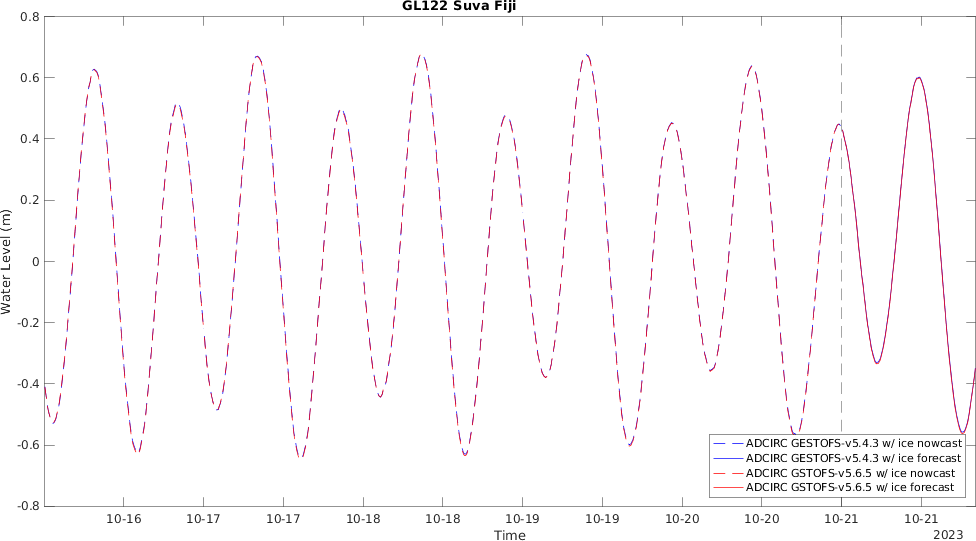 GL122 Suva Fiji
0.8
0.6
0.4
0.2
0
-0.2
-0.4
-0.6
-0.8
Water Level (m)
10-16 10-17 10-17 10-18 10-18 10-19 10-19 10-20 10-20 10-21 10-21
Time
2023
ADCIRC GESTOFS-v5.4.3 w/ ice nowcast
ADCIRC GESTOFS-v5.4.3 w/ ice forecast
ADCIRC GSTOFS-v5.6.5 w/ ice nowcast
ADCIRC GSTOFS-v5.6.5 w/ ice forecast